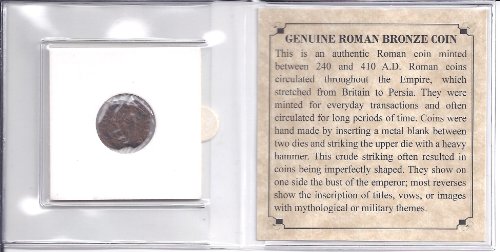 GENUINE ROMAN BRONZE COIN
This is an authentic Roman coin minted
between 240 and 410 A.D. Roman coins
circulated throughout the Empire, which
stretched from Britain to Persia. They were
minted for everyday transactions and often
circulated for long periods of time. Coins were
hand made by inserting a metal blank between
two dies and striking the upper die with a heavy
hammer. This crude striking often resulted in
coins being imperfectly shaped. They show on
one side the bust of the emperor; most reverses
show the inscription of titles, vows, or images
with mythological or military themes.